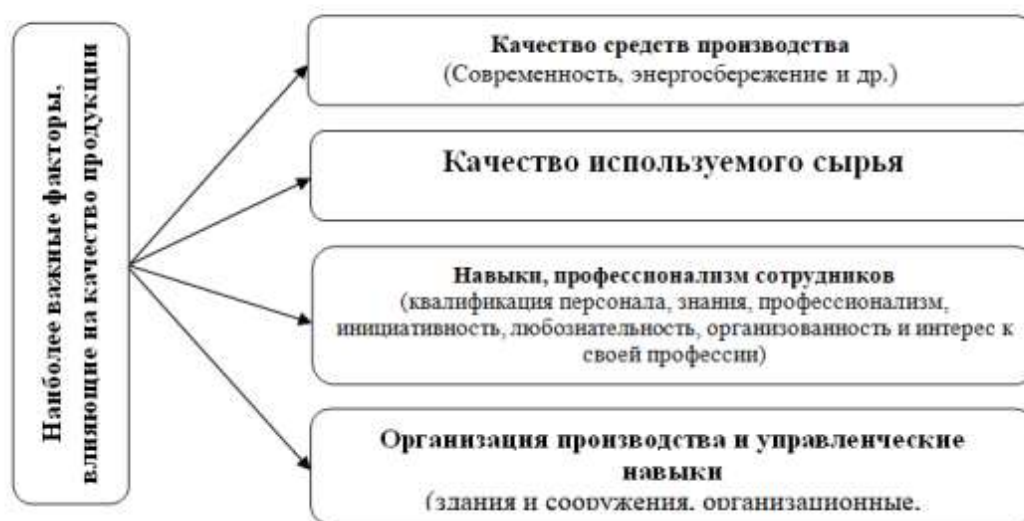 Наиболее важные факторы,
влияющие на качество продукции
Качество средств производства
(Современность, энергосбережение и др.)
Качество используемого сырья
Навыки, профессионализм сотрудников
(квалификация персонала, знания, профессионализм,
инициативность, любознательность, организованность и интерес к
своей профессии)
Организация производства и управленческие
навыки
(здания и сооружения, организационные,